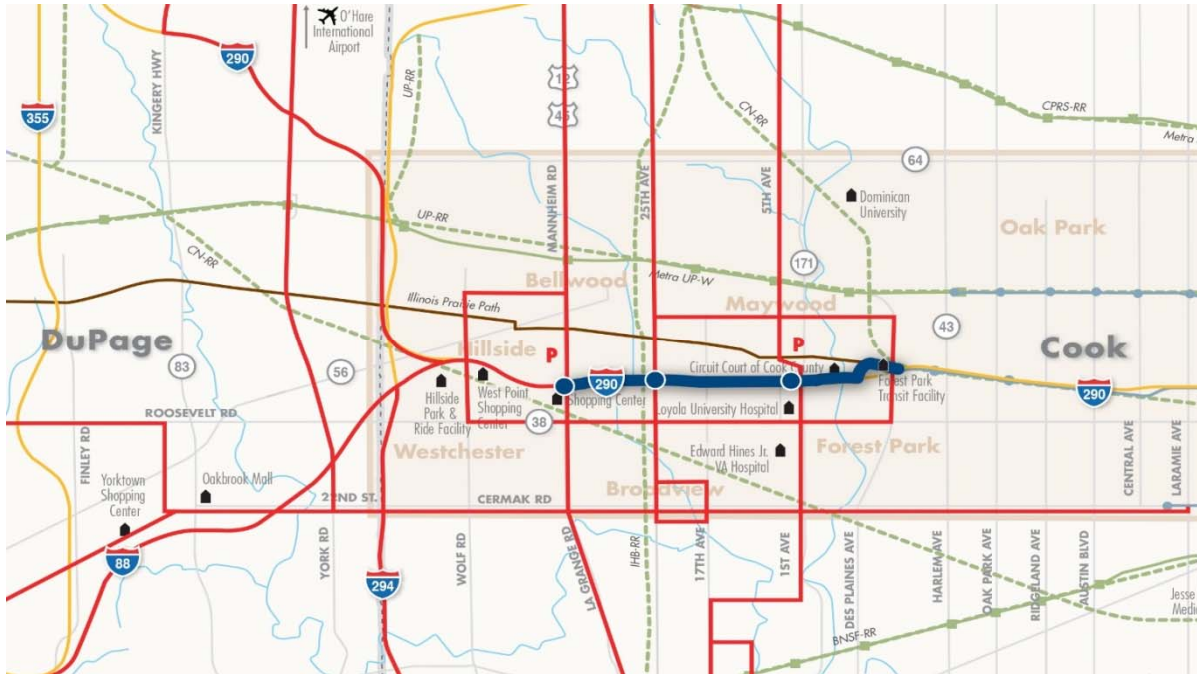 O'Hare
International
Airport
290
355
KINGERY HWY
UP-RR
12
45
MANNHEIM RD
25TH AVE
CN-RR
5TH AVE
CPRS-RR
Metra
64
Dominican
University
Oak Park
UP-RR
CN-RR
Metra UP-W
171
Bellwood
Maywood
Illinois Prairie Path
43
DuPage
Cook
83
56
Hillside
P
P
290
Circuit Court of Cook County
Forest Park
Transit Facility
290
Hillside
Park &
Ride Facility
West Point
Shopping
Center
Shopping Center
38
Loyola University Hospital
ROOSEVELT RD
FINLEY RD
Westchester
Edward Hines Jr.
VA Hospital
Forest Park
CENTRAL AVE
LARAMIE AVE
Yorktown
Shopping
Center
Oakbrook Mall
22ND ST.
CERMAK RD
Broadview
88
YORK RD
294
WOLF RD
LA GRANGE RD
IHB-RR
17TH AVE
1ST AVE
DES PLAINES AVE
HARLEM AVE
OAK PARK AVE
RIDGELAND AVE
AUSTIN BLVD
BNSF-RR
Jesse
Medi